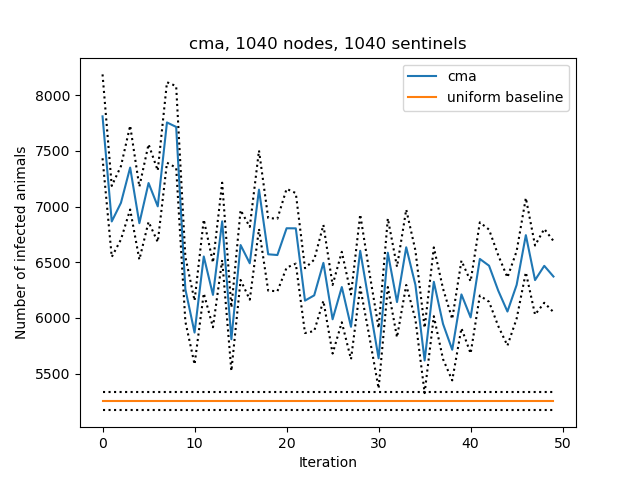 cma, 1040 nodes, 1040 sentinels
cma
uniform baseline
Number of infected animals
8000
7500
7000
6500
6000
5500
0 10 20 30 40 50
Iteration